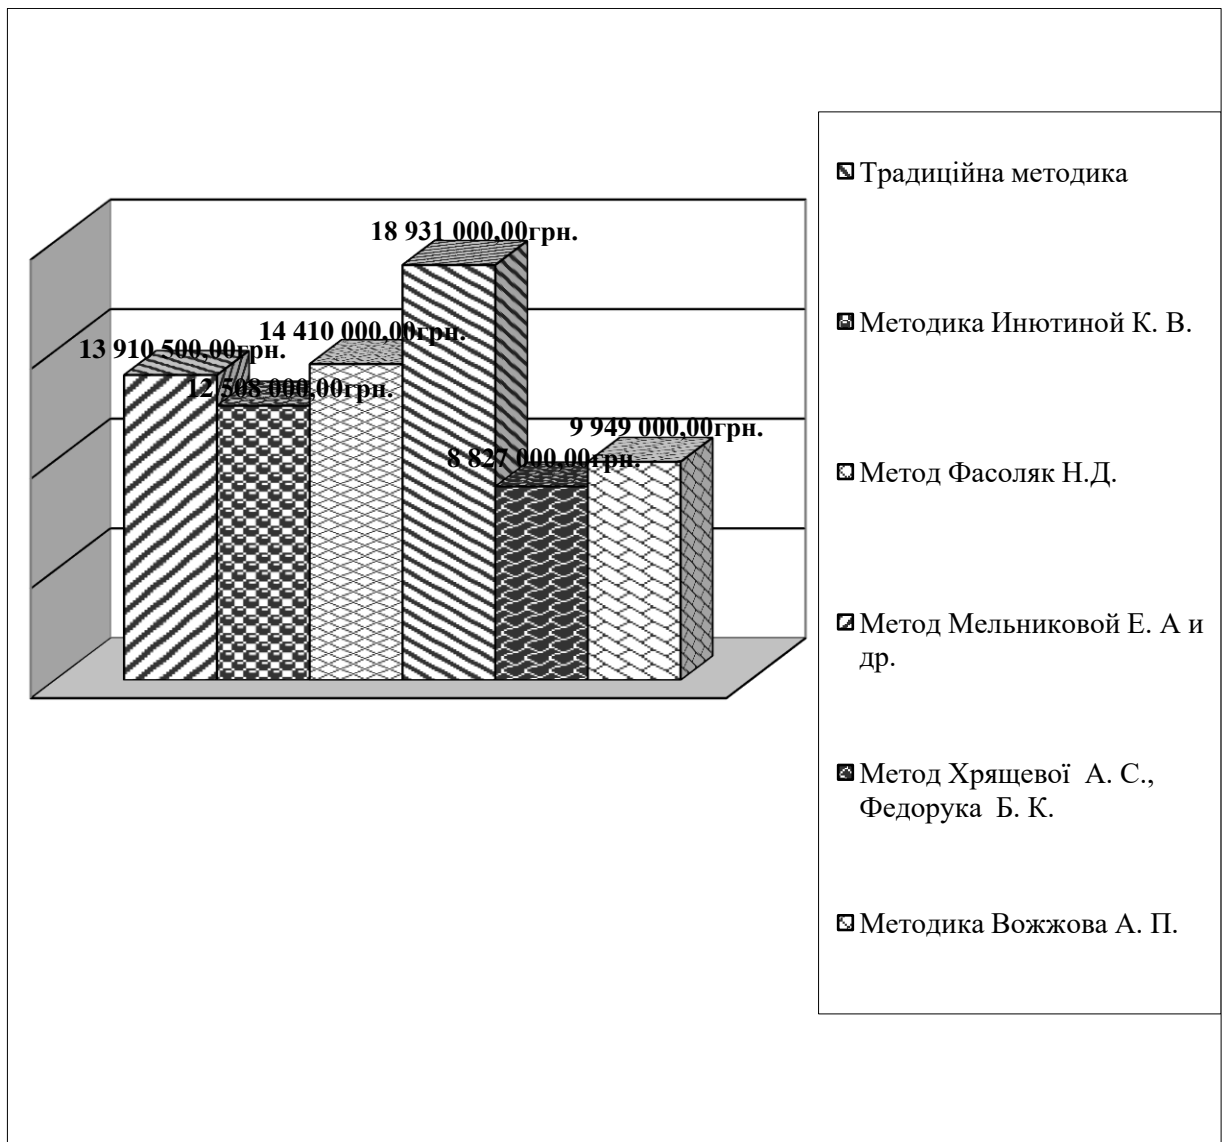 18 931 000,00грн.
14 410 000,00грн.
13 910 500,00грн.
12 508 000,00грн.
9 949 000,00грн.
8 827 000,00грн.
Традиційна методика
Методика Инютиной К. В.
Метод Фасоляк Н.Д.
Метод Мельниковой Е. А и
др.
Метод Хрящевої А. С.,
Федорука Б. К.
Методика Вожжова А. П.